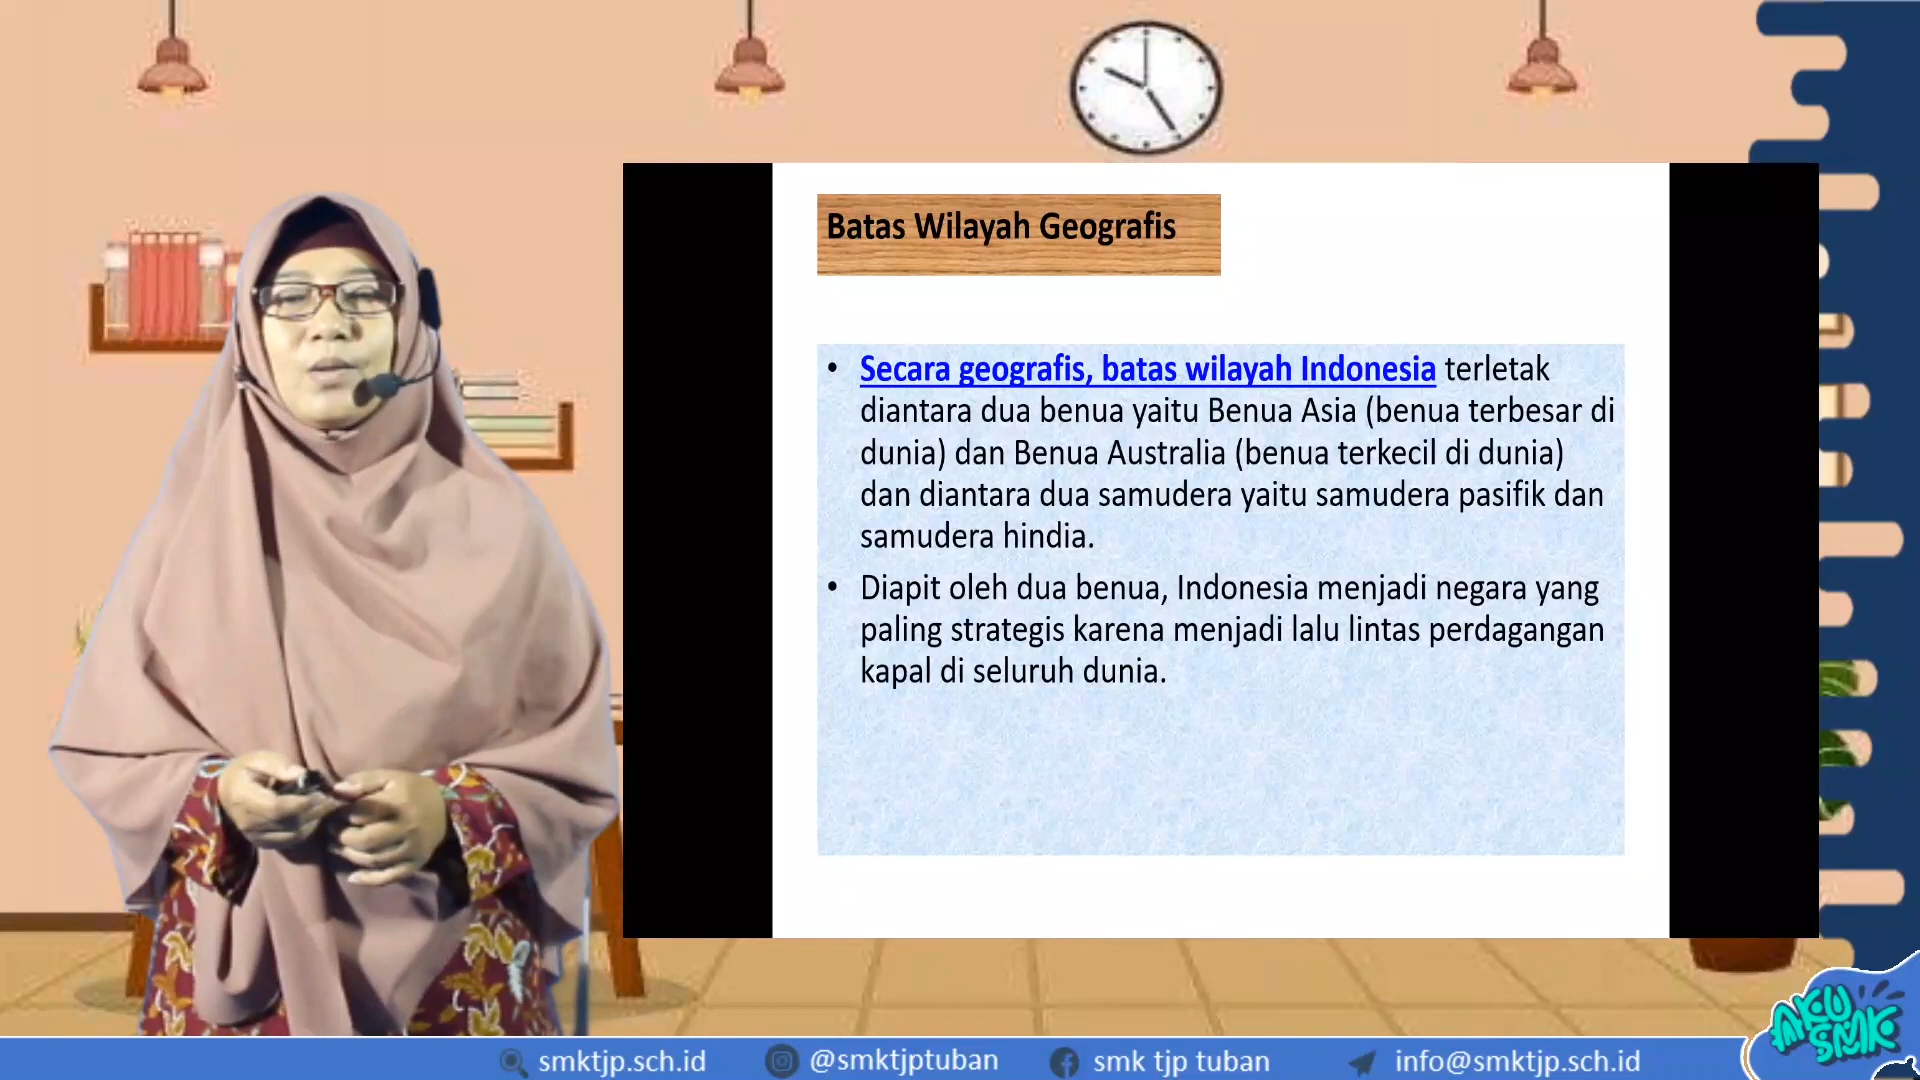 Batas Wilayah Geografis
• Secara geografis, batas wilayah Indonesia terletak
diantara dua benua yaitu Benua Asia (benua terbesar di
dunia) dan Benua Australia (benua terkecil di dunia)
dan diantara dua samudera yaitu samudera pasifik dan
samudera hindia.
• Diapit oleh dua benua, Indonesia menjadi negara yang
paling strategis karena menjadi lalu lintas perdagangan
kapal di seluruh dunia.
AKU
SMK
smktjp.sch.id
@smktjptuban
smk tjp tuban
info@smktjp.sch.id